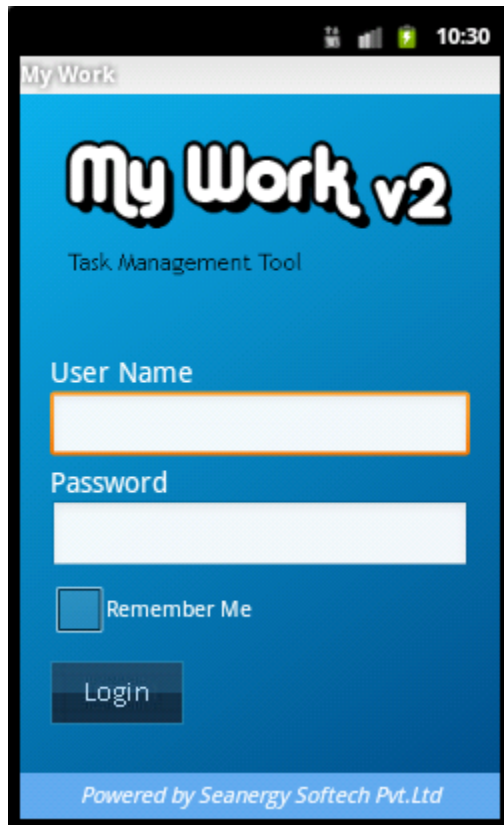 10:30
My Work
My Work v2
Task Management Tool
User Name
Password
Remember Me
Login
Powered by Seanergy Softech Pvt.Ltd